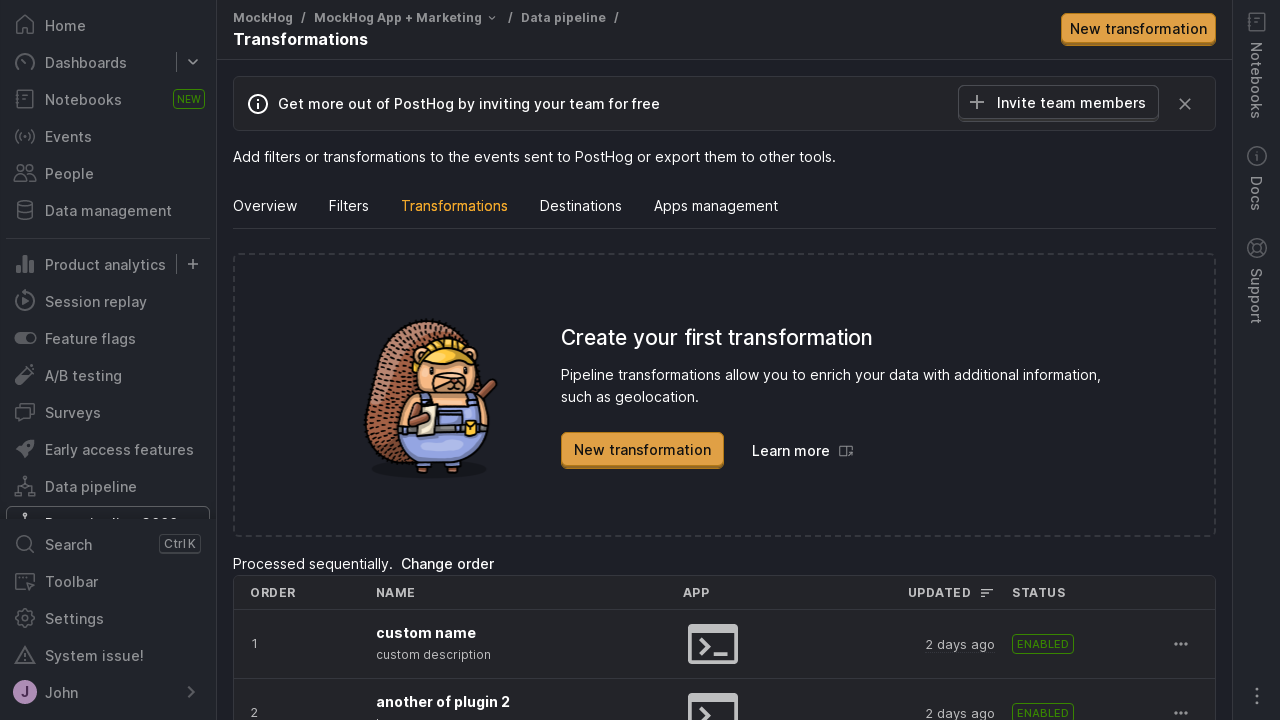 Home
Dashboards
Notebooks NEW
Events
People
Data management
Product analytics
Session replay
Feature flags
A/B testing
Surveys
Early access features
Data pipeline
Search Ctrl K
Toolbar
Settings
System issue!
J John
MockHog / MockHog App + Marketing / Data pipeline /
Transformations
New transformation
Get more out of PostHog by inviting your team for free
Invite team members
Add filters or transformations to the events sent to PostHog or export them to other tools.
Overview Filters Transformations Destinations Apps management
Create your first transformation
Pipeline transformations allow you to enrich your data with additional information,
such as geolocation.
New transformation Learn more
Processed sequentially. Change order
ORDER NAME APP UPDATED STATUS
1 custom name 2 days ago ENABLED
custom description
2 another of plugin 2 2 days ago ENABLED
Notebooks
Docs
Support